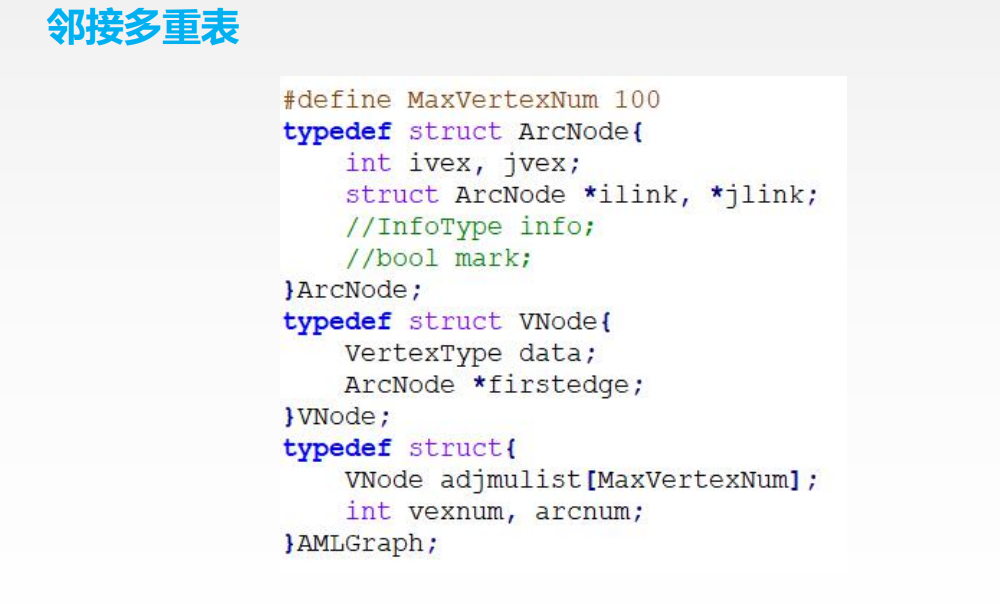 邻接多重表
#define MaxVertexNum 100
typedef struct ArcNode{
    int ivex, jvex;
    struct ArcNode *ilink, *jlink;
    //InfoType info;
    //bool mark;
}ArcNode;
typedef struct VNode{
    VertexType data;
    ArcNode *firstedge;
}VNode;
typedef struct{
    VNode adjmulist[MaxVertexNum];
    int vexnum, arcnum;
}AMLGraph;